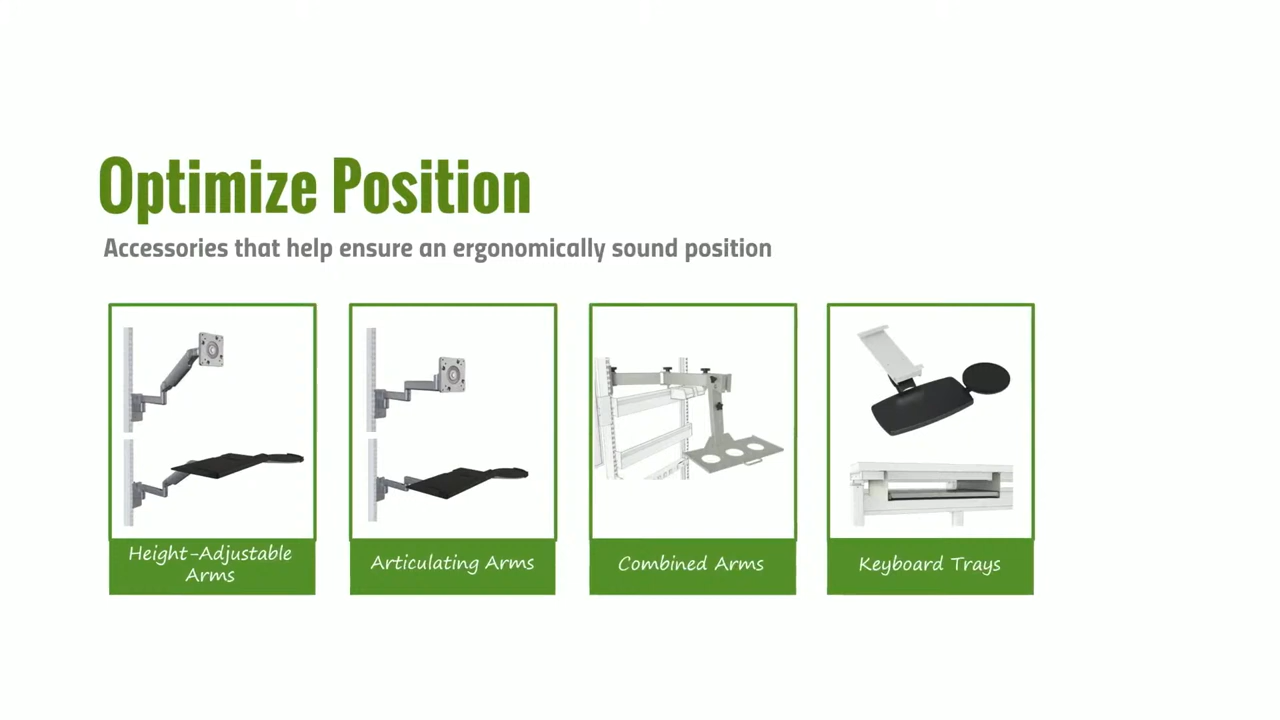 Optimize Position
Accessories that help ensure an ergonomically sound position
Height-Adjustable
Arms
Articulating Arms
Combined Arms
Keyboard Trays